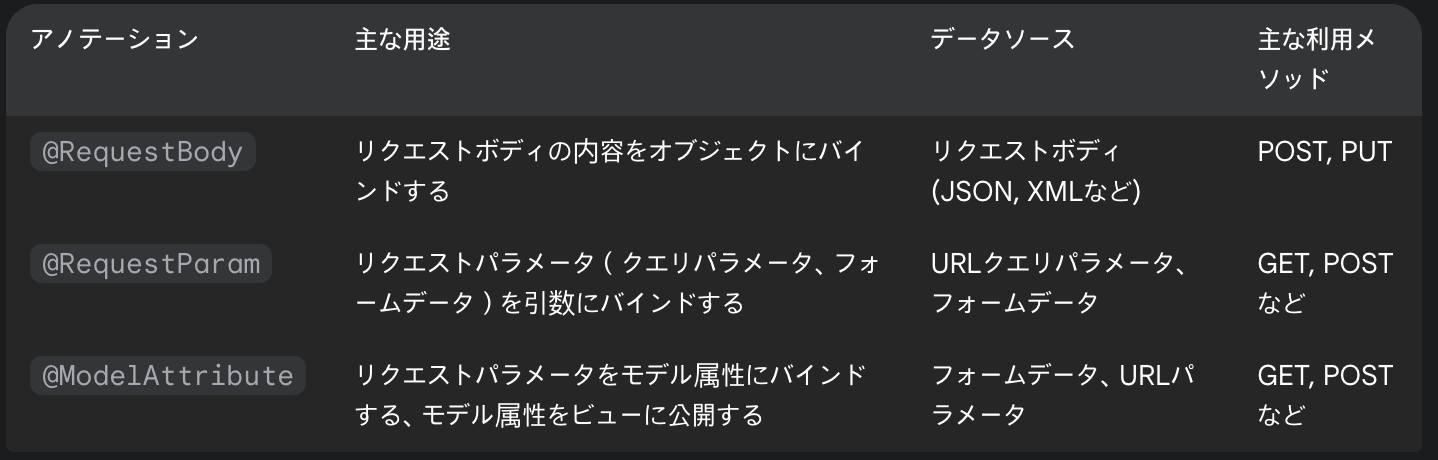 アノテーション
主な用途
データソース
主な利用メ
ソッド
@RequestBody
リクエストボディの内容をオブジェクトにバイ
ンドする
リクエストボディ
(JSON, XMLなど)
POST, PUT
@RequestParam
リクエストパラメータ ( クエリパラメータ、フォ
ームデータ ) を引数にバインドする
URLクエリパラメータ、
フォームデータ
GET, POST
など
@ModelAttribute
リクエストパラメータをモデル属性にバインド
する、モデル属性をビューに公開する
フォームデータ、URLパ
ラメータ
GET, POST
など